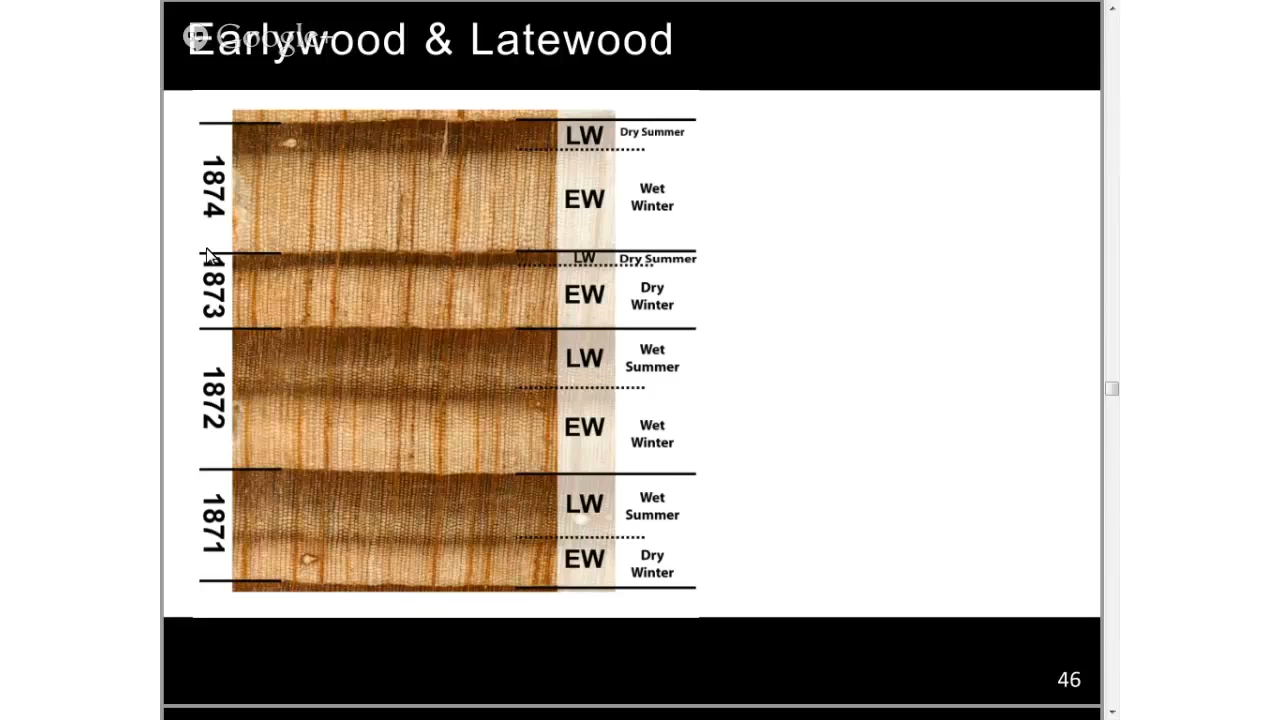 Earlywood & Latewood
Google+
1874
LW
Dry Summer
EW
Wet
Winter
1873
LW
Dry Summer
EW
Dry
Winter
1872
LW
Wet
Summer
EW
Wet
Winter
1871
LW
Wet
Summer
EW
Dry
Winter
46